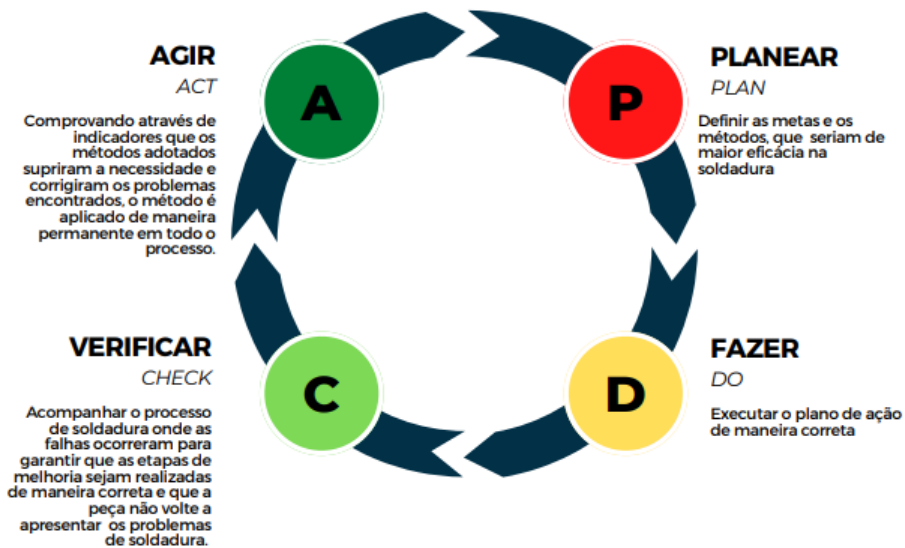 AGIR
ACT
Comprovando através de
indicadores que os
métodos adotados
supriram a necessidade e
corrigiram os problemas
encontrados, o método é
aplicado de maneira
permanente em todo o
processo.
A
P
PLANEAR
PLAN
Definir as metas e os
métodos, que seriam de
maior eficácia na
soldadura
VERIFICAR
CHECK
Acompanhar o processo
de soldadura onde as
falhas ocorreram para
garantir que as etapas de
melhoria sejam realizadas
de maneira correta e que a
peça não volte a
apresentar os problemas
de soldadura.
C
D
FAZER
DO
Executar o plano de ação
de maneira correta